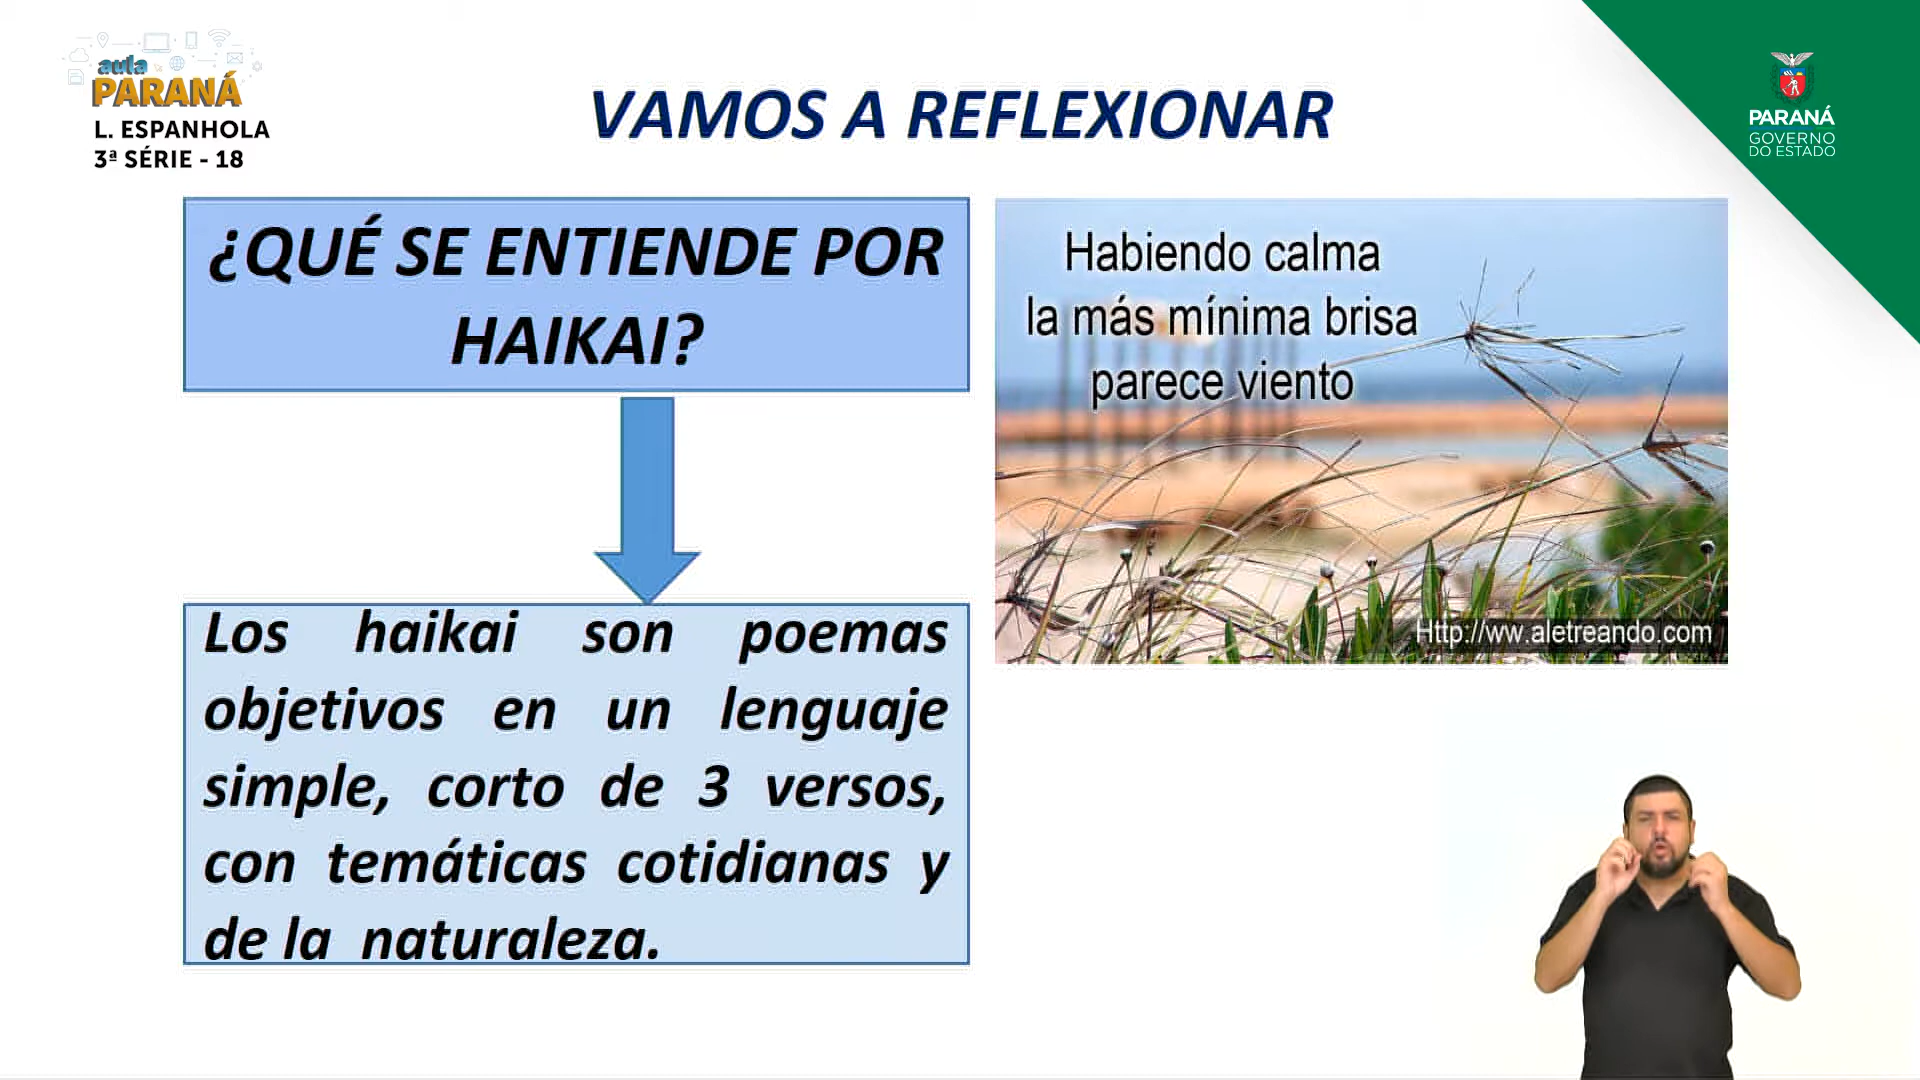 aula
PARANÁ
L. ESPANHOLA
3ª SÉRIE - 18
VAMOS A REFLEXIONAR
PARANÁ
GOVERNO
DO ESTADO
¿QUÉ SE ENTIENDE POR
HAIKAI?
Habiendo calma
la más mínima brisa
parece viento
Http://ww.aletreando.com
Los haikai son poemas
objetivos en un lenguaje
simple, corto de 3 versos,
con temáticas cotidianas y
de la naturaleza.